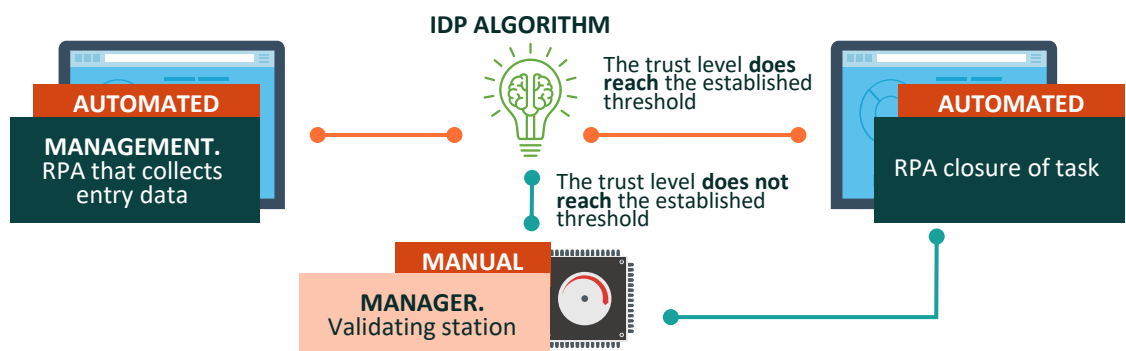 IDP ALGORITHM
The trust level does
reach the established
threshold
AUTOMATED
MANAGEMENT.
RPA that collects
entry data
AUTOMATED
RPA closure of task
The trust level does not
reach the established
threshold
MANUAL
MANAGER.
Validating station